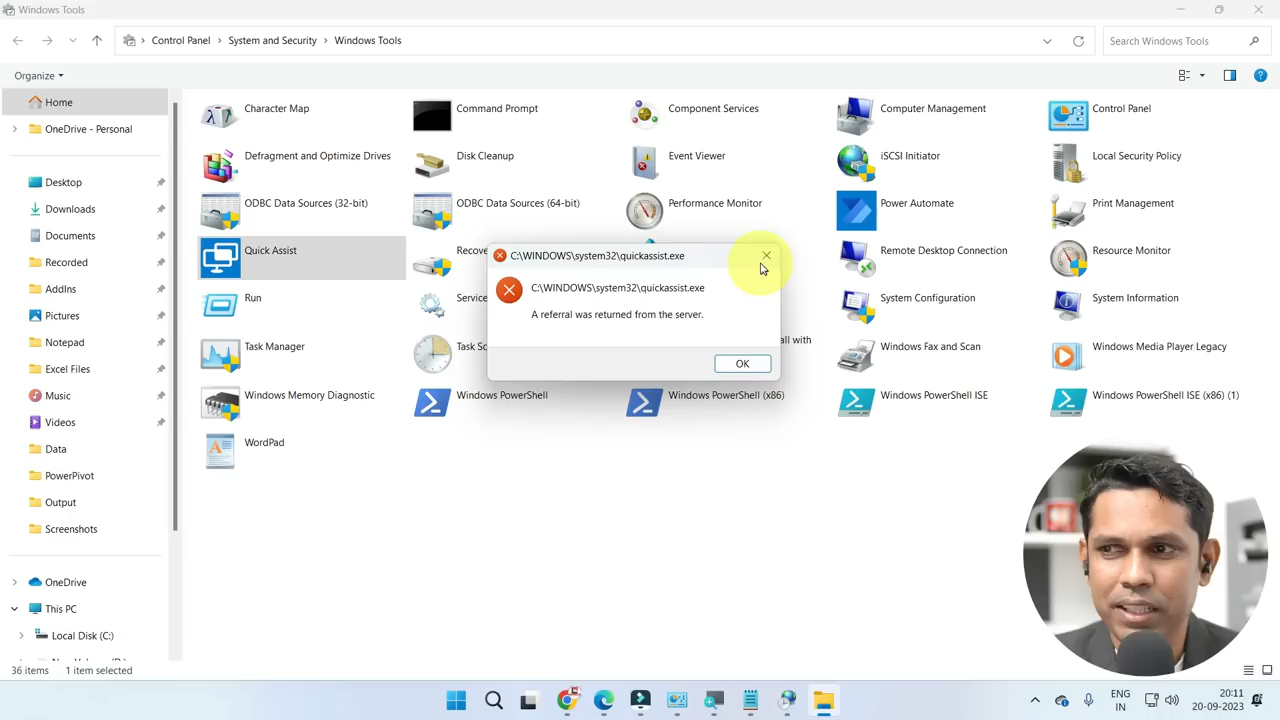 Windows Tools
Control Panel > System and Security > Windows Tools
Search Windows Tools
Organize
Home
OneDrive - Personal
Desktop
Downloads
Documents
Recorded
AddIns
Pictures
Notepad
Excel Files
Music
Videos
Data
PowerPivot
Output
Screenshots
OneDrive
This PC
Local Disk (C:)
Character Map
Command Prompt
Component Services
Computer Management
Control Panel
Defragment and Optimize Drives
Disk Cleanup
Event Viewer
iSCSI Initiator
Local Security Policy
ODBC Data Sources (32-bit)
ODBC Data Sources (64-bit)
Performance Monitor
Power Automate
Print Management
Quick Assist
Recove
Remote Desktop Connection
Resource Monitor
Run
Service
System Configuration
System Information
Task Manager
Task Sc
all with
Windows Fax and Scan
Windows Media Player Legacy
Windows Memory Diagnostic
Windows PowerShell
Windows PowerShell (x86)
Windows PowerShell ISE
Windows PowerShell ISE (x86) (1)
WordPad
C:\WINDOWS\system32\quickassist.exe
C:\WINDOWS\system32\quickassist.exe
A referral was returned from the server.
OK
36 items
1 item selected
ENG
IN
20:11
20-09-2023